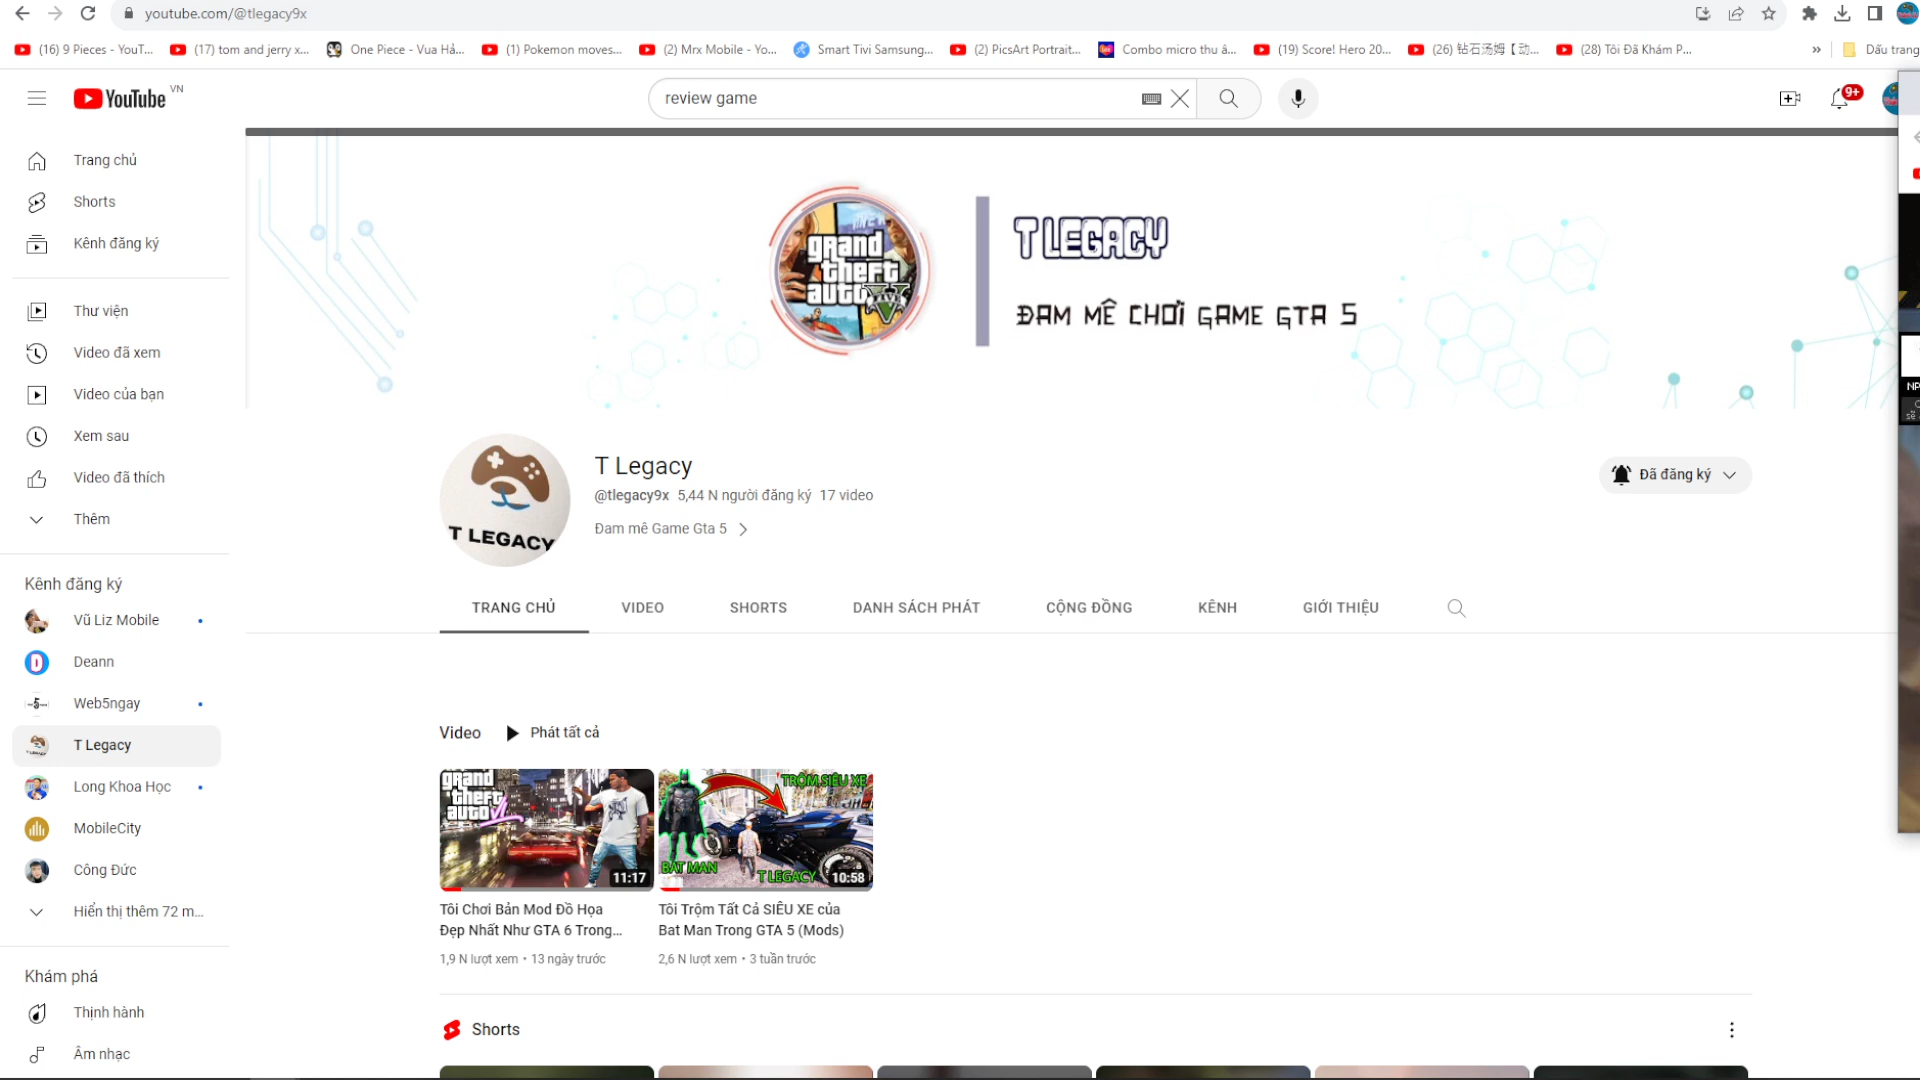 youtube.com/@tlegacy9x
(16) 9 Pieces - YouT...
(17) tom and jerry x...
One Piece - Vua Hả...
(1) Pokemon moves...
(2) Mrx Mobile - Yo...
Smart Tivi Samsung...
(2) PicsArt Portrait...
Combo micro thu â...
(19) Score! Hero 20...
(26) 钻石汤姆【动...
(28) Tôi Đã Khám P...
»
Dấu trang
YouTube VN
review game
9+
Trang chủ
Shorts
Kênh đăng ký
Thư viện
Video đã xem
Video của bạn
Xem sau
Video đã thích
Thêm
Kênh đăng ký
Vũ Liz Mobile
Deann
Web5ngay
T Legacy
Long Khoa Học
MobileCity
Công Đức
Hiển thị thêm 72 m...
Khám phá
Thịnh hành
Âm nhạc
grand
theft
auto
V
T LEGACY
ĐAM MÊ CHƠI GAME GTA 5
T LEGACY
T Legacy
@tlegacy9x 5,44 N người đăng ký 17 video
Đam mê Game Gta 5
Đã đăng ký
TRANG CHỦ
VIDEO
SHORTS
DANH SÁCH PHÁT
CỘNG ĐỒNG
KÊNH
GIỚI THIỆU
Video
Phát tất cả
grand
theft
auto
11:17
TRỘM SIÊU XE
BAT MAN
T LEGACY
10:58
Tôi Chơi Bản Mod Đồ Họa
Đẹp Nhất Như GTA 6 Trong...
1,9 N lượt xem • 13 ngày trước
Tôi Trộm Tất Cả SIÊU XE của
Bat Man Trong GTA 5 (Mods)
2,6 N lượt xem • 3 tuần trước
Shorts